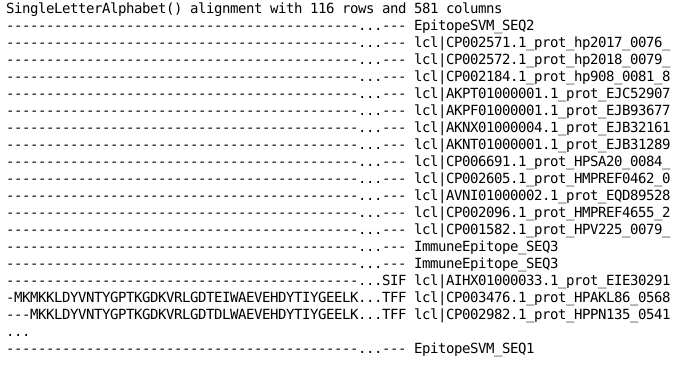 SingleLetterAlphabet() alignment with 116 rows and 581 columns
--------------------------------------------...--- EpitopeSVM_SEQ2
--------------------------------------------...--- lcl|CP002571.1_prot_hp2017_0076_
--------------------------------------------...--- lcl|CP002572.1_prot_hp2018_0079_
--------------------------------------------...--- lcl|CP002184.1_prot_hp908_0081_8
--------------------------------------------...--- lcl|AKPT01000001.1_prot_EJC52907
--------------------------------------------...--- lcl|AKPF01000001.1_prot_EJB93677
--------------------------------------------...--- lcl|AKNX01000004.1_prot_EJB32161
--------------------------------------------...--- lcl|AKNT01000001.1_prot_EJB31289
--------------------------------------------...--- lcl|CP006691.1_prot_HPSA20_0084_
--------------------------------------------...--- lcl|CP002605.1_prot_HMPREF0462_0
--------------------------------------------...--- lcl|AVNI01000002.1_prot_EQD89528
--------------------------------------------...--- lcl|CP002096.1_prot_HMPREF4655_2
--------------------------------------------...--- lcl|CP001582.1_prot_HPV225_0079_
--------------------------------------------...--- ImmuneEpitope_SEQ3
--------------------------------------------...--- ImmuneEpitope_SEQ3
--------------------------------------------...SIF lcl|AIHX01000033.1_prot_EIE30291
-MKMKKLDYVNTYGPTKGDKVRLGDTEIWAEVEHDYTIYGEELK...TFF lcl|CP003476.1_prot_HPAKL86_0568
---MKKLDYVNTYGPTKGDKVRLGDTDLWAEVEHDYTIYGEELK...TFF lcl|CP002982.1_prot_HPPN135_0541
...
--------------------------------------------...--- EpitopeSVM_SEQ1